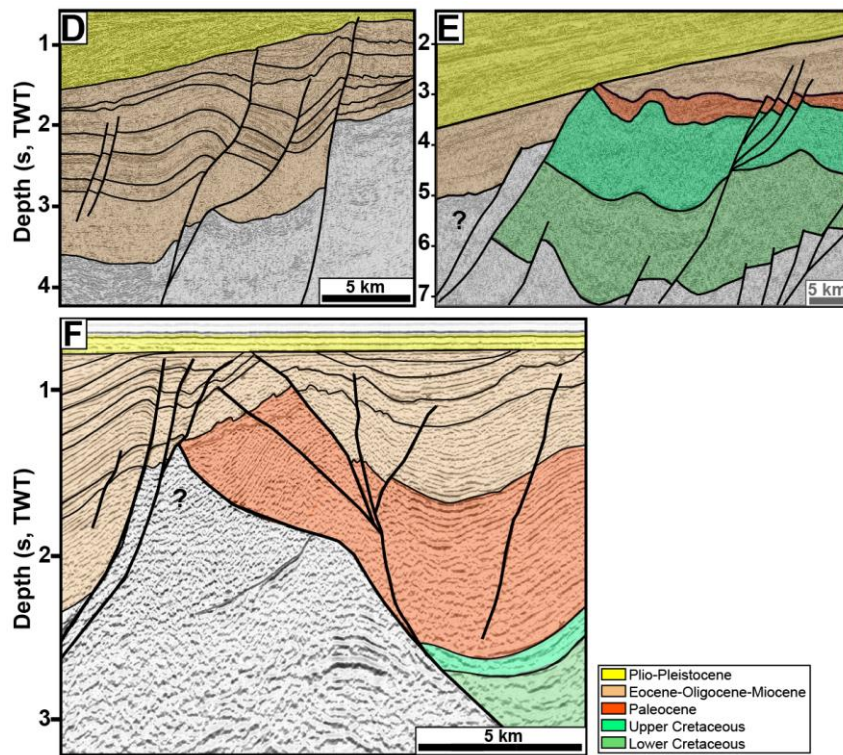 D
1
2
3
4
Depth (s, TWT)
5 km
E
2
3
4
5
6
7
?
5 km
F
1
2
3
Depth (s, TWT)
?
5 km
Plio-Pleistocene
Eocene-Oligocene-Miocene
Paleocene
Upper Cretaceous
Lower Cretaceous